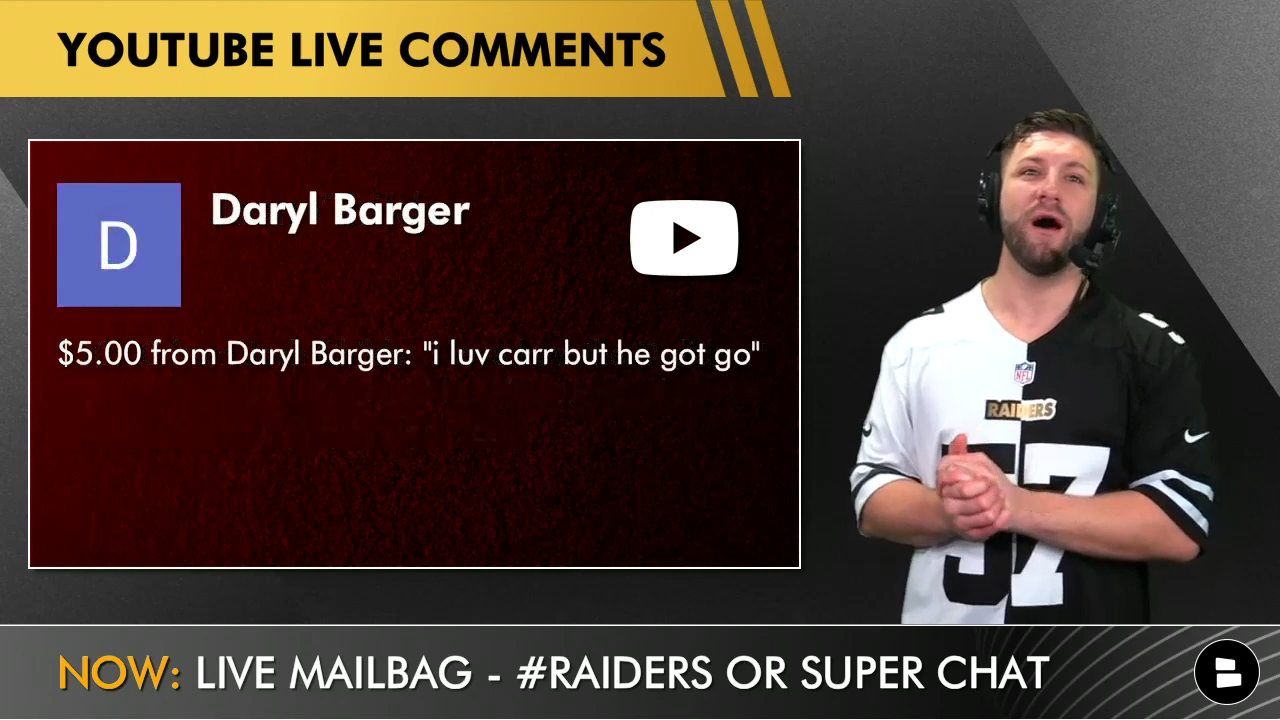 YOUTUBE LIVE COMMENTS
D
Daryl Barger
$5.00 from Daryl Barger: "i luv carr but he got go"
NFL
RAIDERS
57
NOW: LIVE MAILBAG - #RAIDERS OR SUPER CHAT